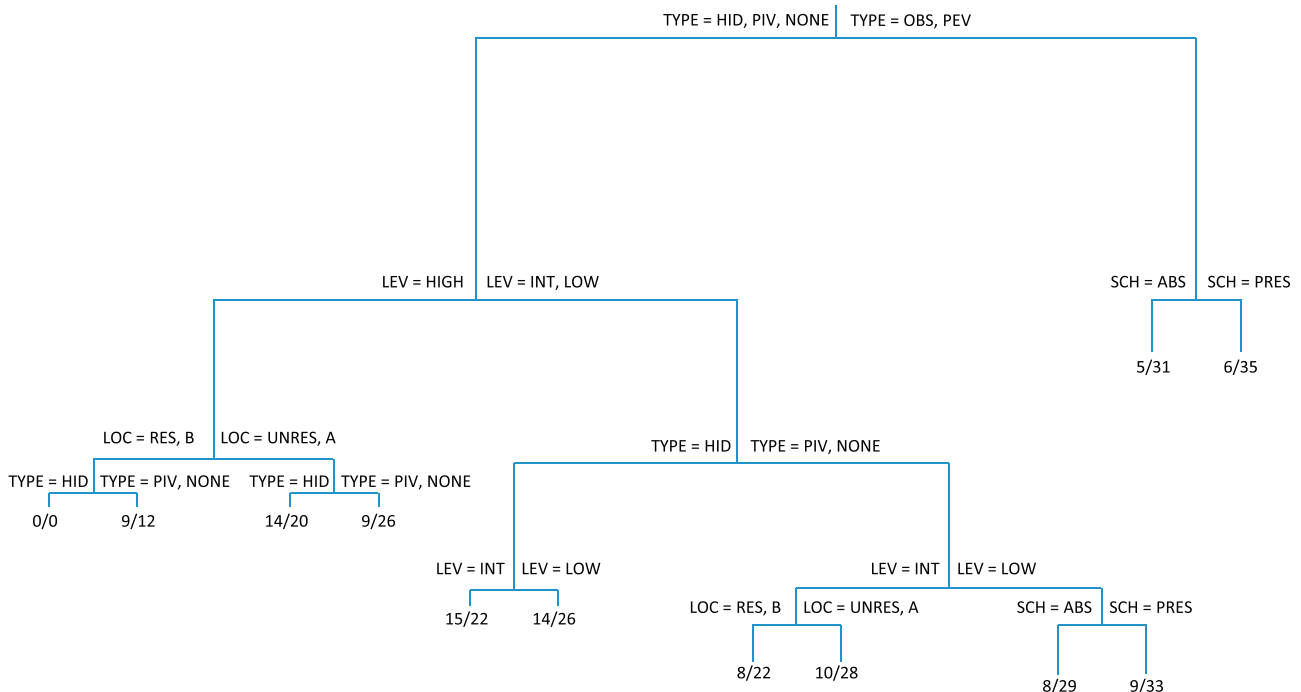 TYPE = HID, PIV, NONE TYPE = OBS, PEV
LEV = HIGH LEV = INT, LOW SCH = ABS SCH = PRES
5/31 6/35
LOC = RES, B LOC = UNRES, A TYPE = HID TYPE = PIV, NONE
TYPE = HID TYPE = PIV, NONE TYPE = HID TYPE = PIV, NONE
0/0 9/12 14/20 9/26
LEV = INT LEV = LOW LEV = INT LEV = LOW
15/22 14/26 LOC = RES, B LOC = UNRES, A SCH = ABS SCH = PRES
8/22 10/28 8/29 9/33